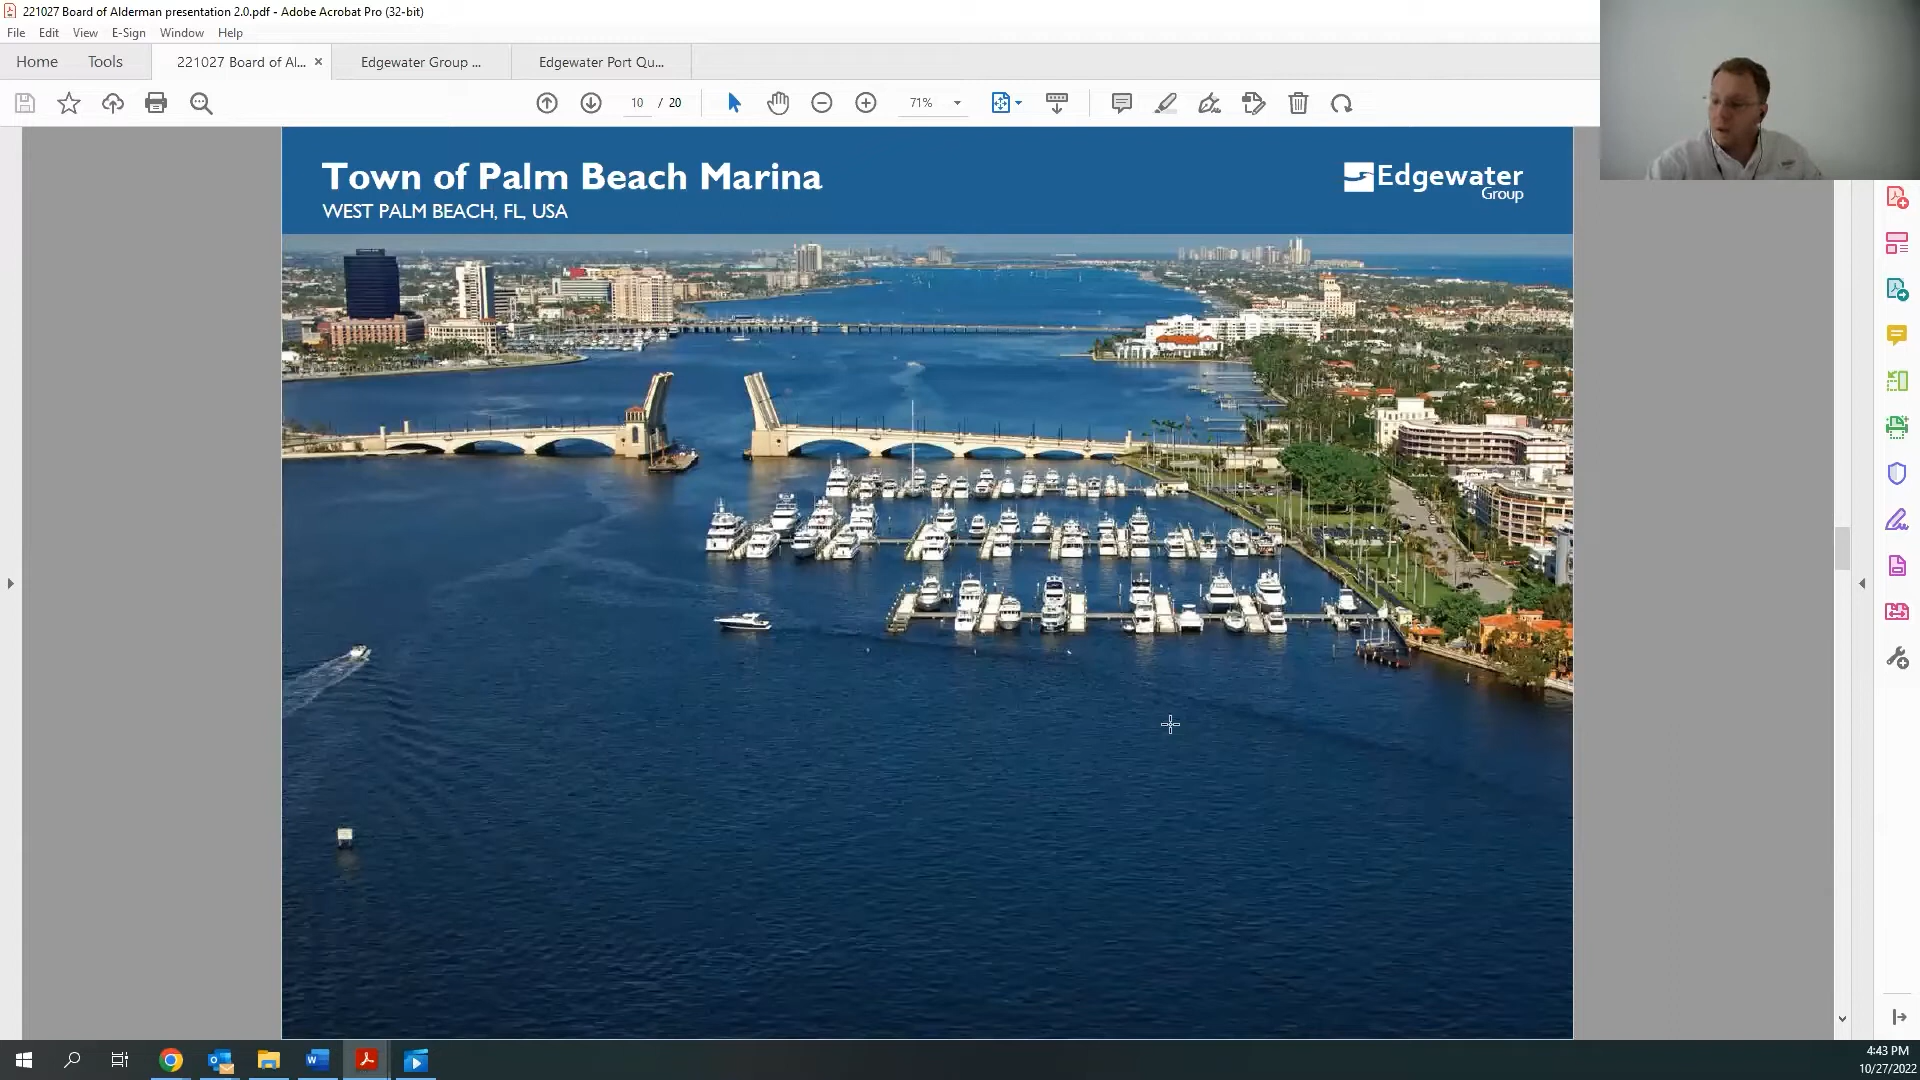 221027 Board of Alderman presentation 2.0.pdf - Adobe Acrobat Pro (32-bit)
File Edit View E-Sign Window Help
Home Tools 221027 Board of Al... × Edgewater Group ... Edgewater Port Qu...
10 / 20 71%
Town of Palm Beach Marina
WEST PALM BEACH, FL, USA
Edgewater
Group
4:43 PM
10/27/2022